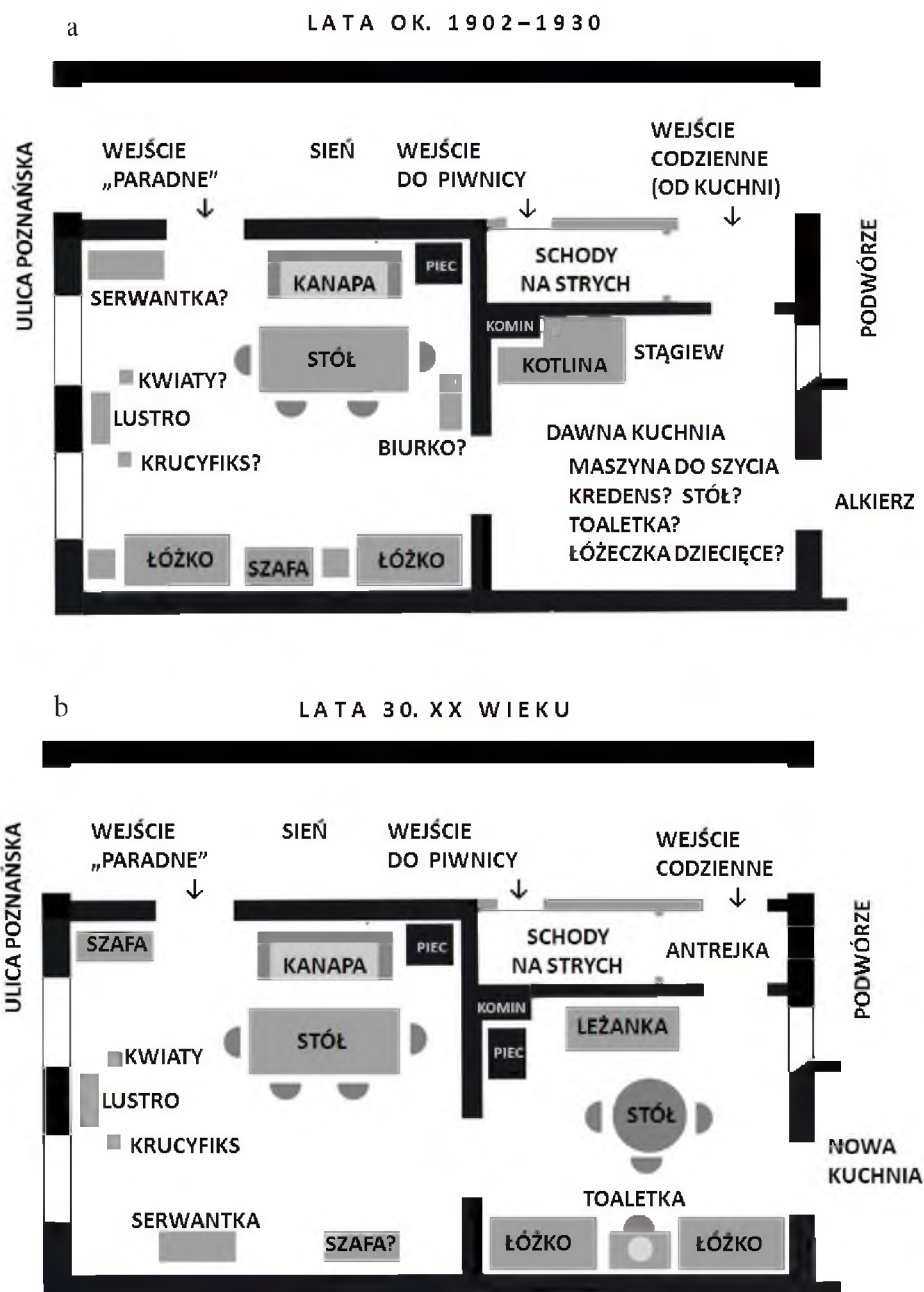 a
LATA OK. 1902–1930
ULICA POZNAŃSKA
WEJŚCIE
„PARADNE”
SIEŃ
WEJŚCIE
DO PIWNICY
WEJŚCIE
CODZIENNE
(OD KUCHNI)
PODWÓRZE
SERWANTKA?
KANAPA
PIEC
SCHODY
NA STRYCH
KOMIN
KOTLINA
STĄGIEW
STÓŁ
KWIATY?
LUSTRO
KRUCYFIKS?
BIURKO?
DAWNA KUCHNIA
MASZYNA DO SZYCIA
KREDENS? STÓŁ?
TOALETKA?
ŁÓŻECZKA DZIECIĘCE?
ALKIERZ
ŁÓŻKO
SZAFA
ŁÓŻKO
b
LATA 30. XX WIEKU
ULICA POZNAŃSKA
WEJŚCIE
„PARADNE”
SIEŃ
WEJŚCIE
DO PIWNICY
WEJŚCIE
CODZIENNE
PODWÓRZE
SZAFA
KANAPA
PIEC
SCHODY
NA STRYCH
ANTREJKA
KOMIN
PIEC
LEŻANKA
STÓŁ
KWIATY
LUSTRO
KRUCYFIKS
STÓŁ
NOWA
KUCHNIA
TOALETKA
SERWANTKA
SZAFA?
ŁÓŻKO
ŁÓŻKO